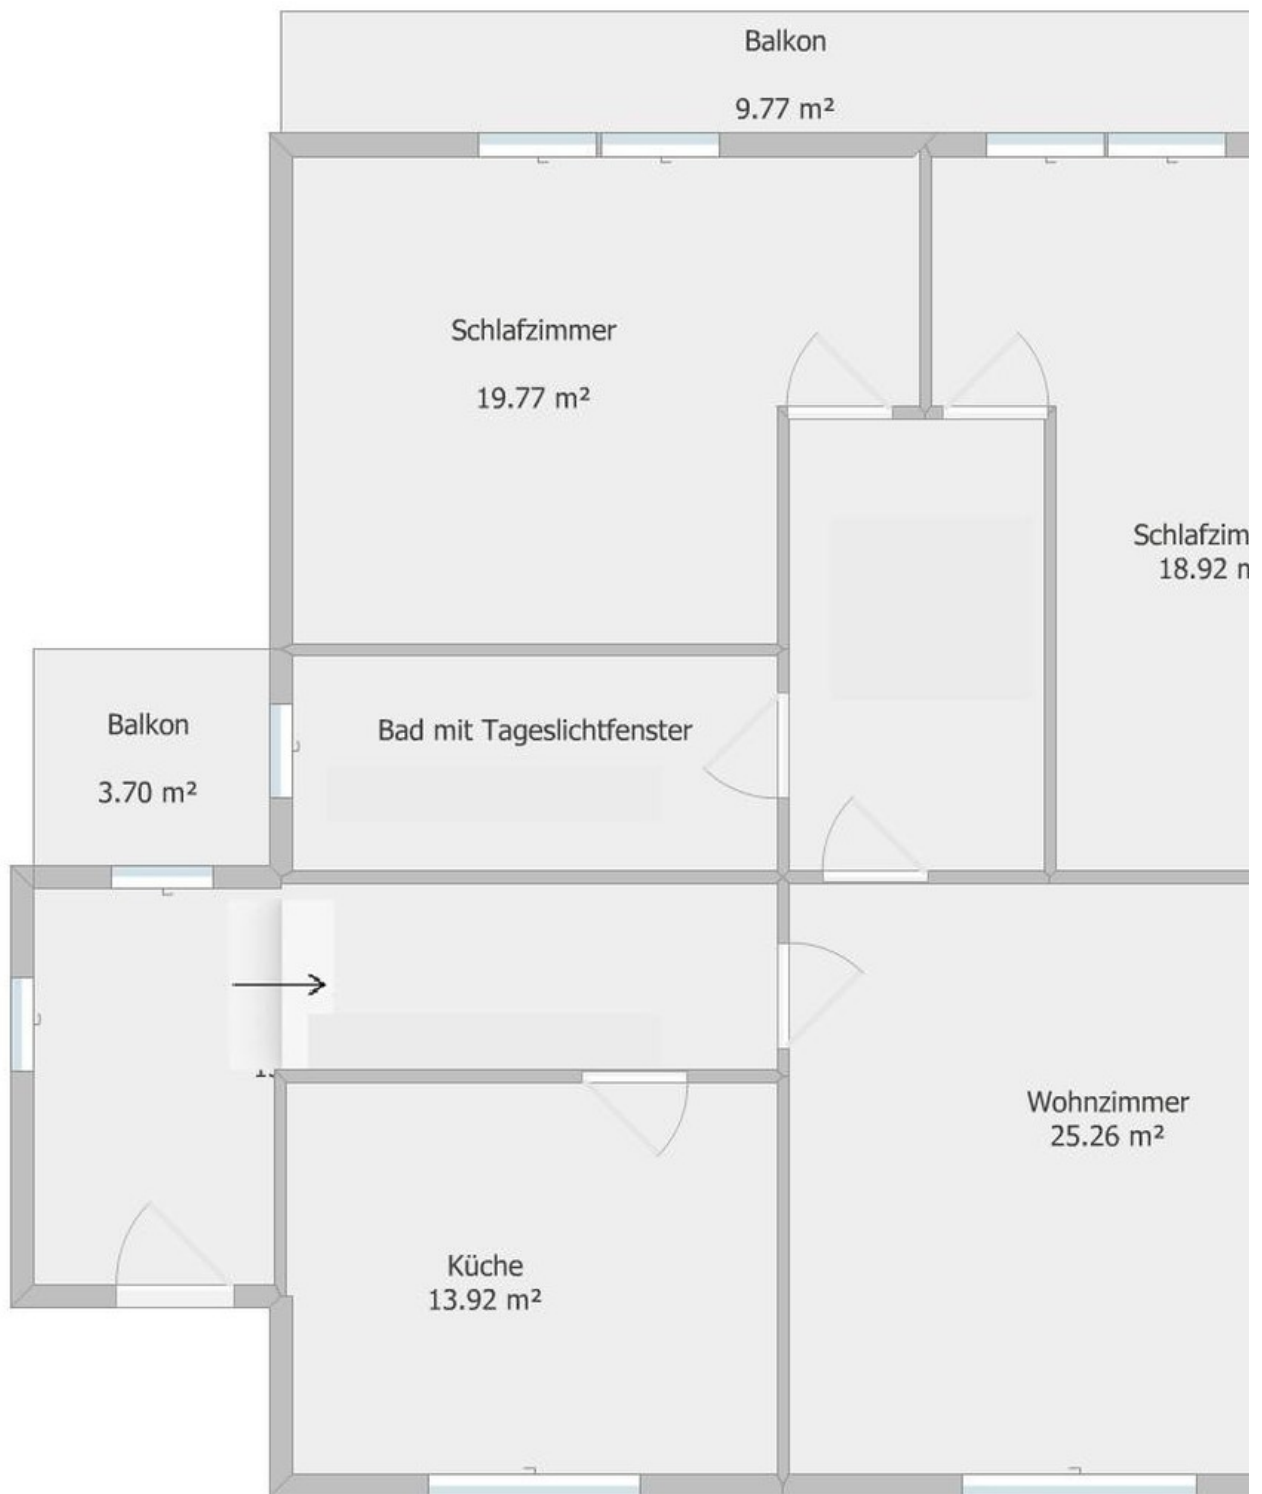 Balkon
9.77 m²
Schlafzimmer
19.77 m²
Schlafzim
18.92 m
Balkon
3.70 m²
Bad mit Tageslichtfenster
Wohnzimmer
25.26 m²
Küche
13.92 m²